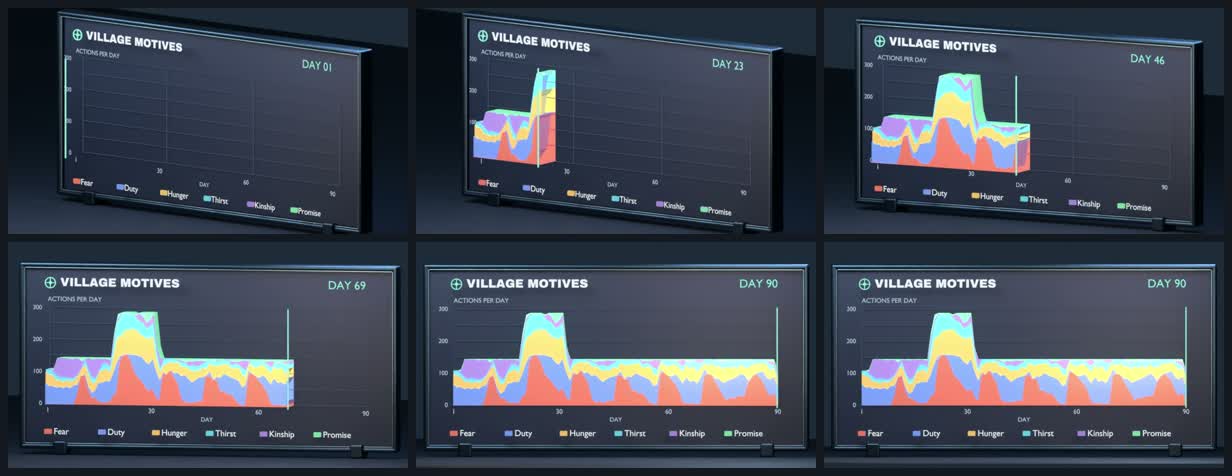 VILLAGE MOTIVES
ACTIONS PER DAY
DAY 01
200
100
0
1
30
60
90
DAY
Fear
Duty
Hunger
Thirst
Kinship
Promise
VILLAGE MOTIVES
ACTIONS PER DAY
DAY 23
200
100
0
1
30
60
90
DAY
Fear
Duty
Hunger
Thirst
Kinship
Promise
VILLAGE MOTIVES
ACTIONS PER DAY
DAY 46
300
200
100
0
1
30
60
90
DAY
Fear
Duty
Hunger
Thirst
Kinship
Promise
VILLAGE MOTIVES
ACTIONS PER DAY
DAY 69
300
200
100
0
1
30
60
90
DAY
Fear
Duty
Hunger
Thirst
Kinship
Promise
VILLAGE MOTIVES
ACTIONS PER DAY
DAY 90
300
200
100
0
1
30
60
90
DAY
Fear
Duty
Hunger
Thirst
Kinship
Promise
VILLAGE MOTIVES
ACTIONS PER DAY
DAY 90
300
200
100
0
1
30
60
90
DAY
Fear
Duty
Hunger
Thirst
Kinship
Promise